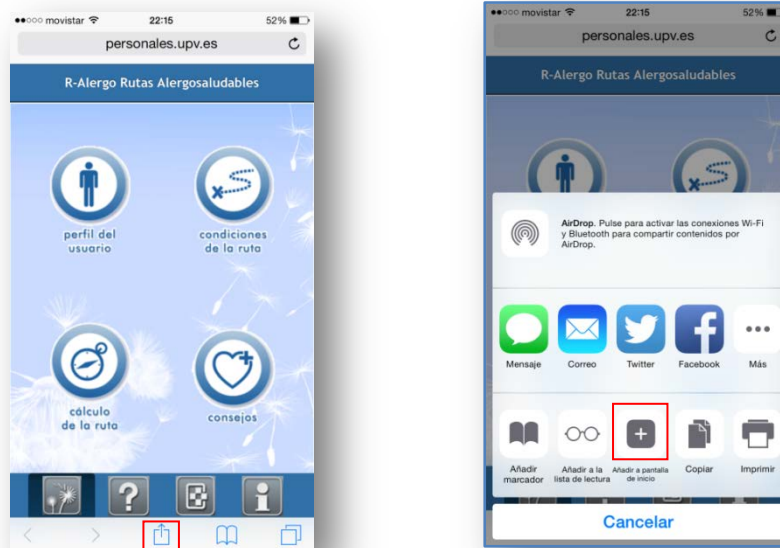 movistar 22:15 52%
personales.upv.es
R-Alergo Rutas Alergosaludables
perfil del
usuario
condiciones
de la ruta
cálculo
de la ruta
consejos
?
i
movistar 22:15 52%
personales.upv.es
R-Alergo Rutas Alergosaludables
AirDrop. Pulse para activar las conexiones Wi-Fi
y Bluetooth para compartir contenidos por
AirDrop.
Mensaje Correo Twitter Facebook Más
Añadir
marcador
Añadir a la
lista de lectura
Añadir a pantalla
de inicio
Copiar
Imprimir
Cancelar